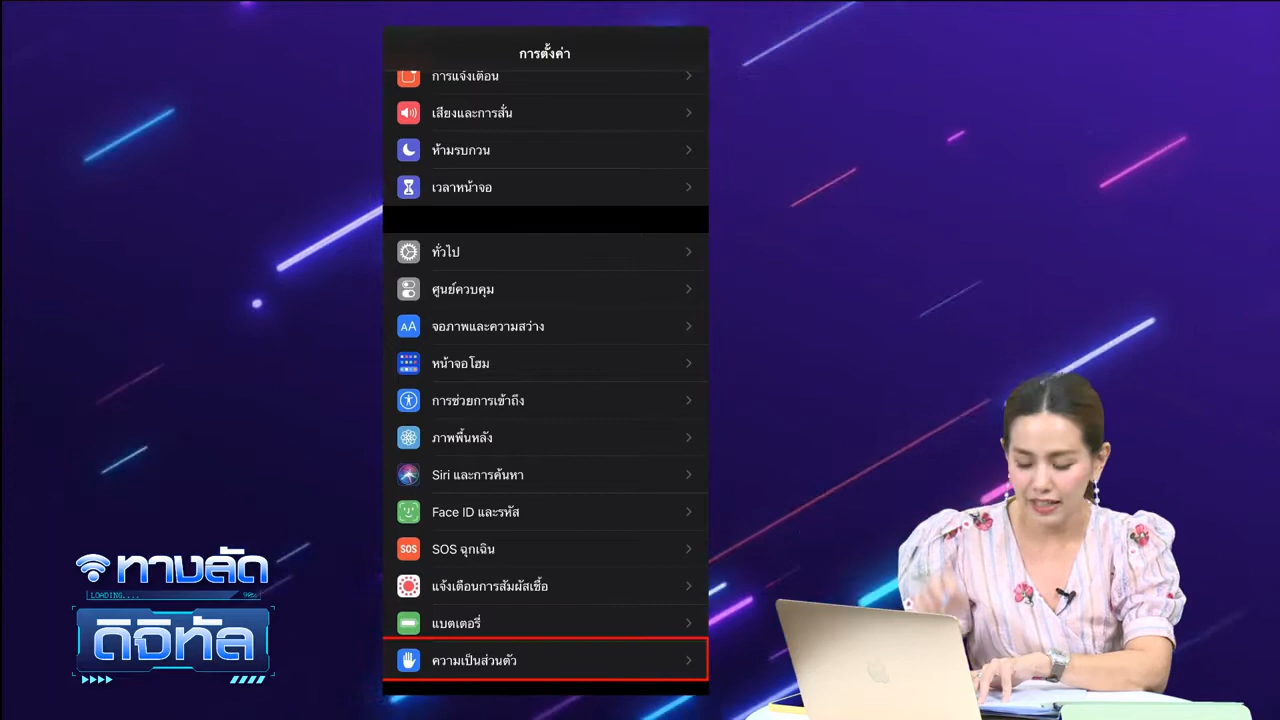 การตั้งค่า
การแจ้งเตือน
เสียงและการสั่น
ห้ามรบกวน
เวลาหน้าจอ
ทั่วไป
ศูนย์ควบคุม
AA จอภาพและความสว่าง
หน้าจอโฮม
การช่วยการเข้าถึง
ภาพพื้นหลัง
Siri และการค้นหา
Face ID และรหัส
SOS SOS ฉุกเฉิน
แจ้งเตือนการสัมผัสเชื้อ
แบตเตอรี่
ความเป็นส่วนตัว
ทางลัด
LOADING.... 90%
ดิจิทัล